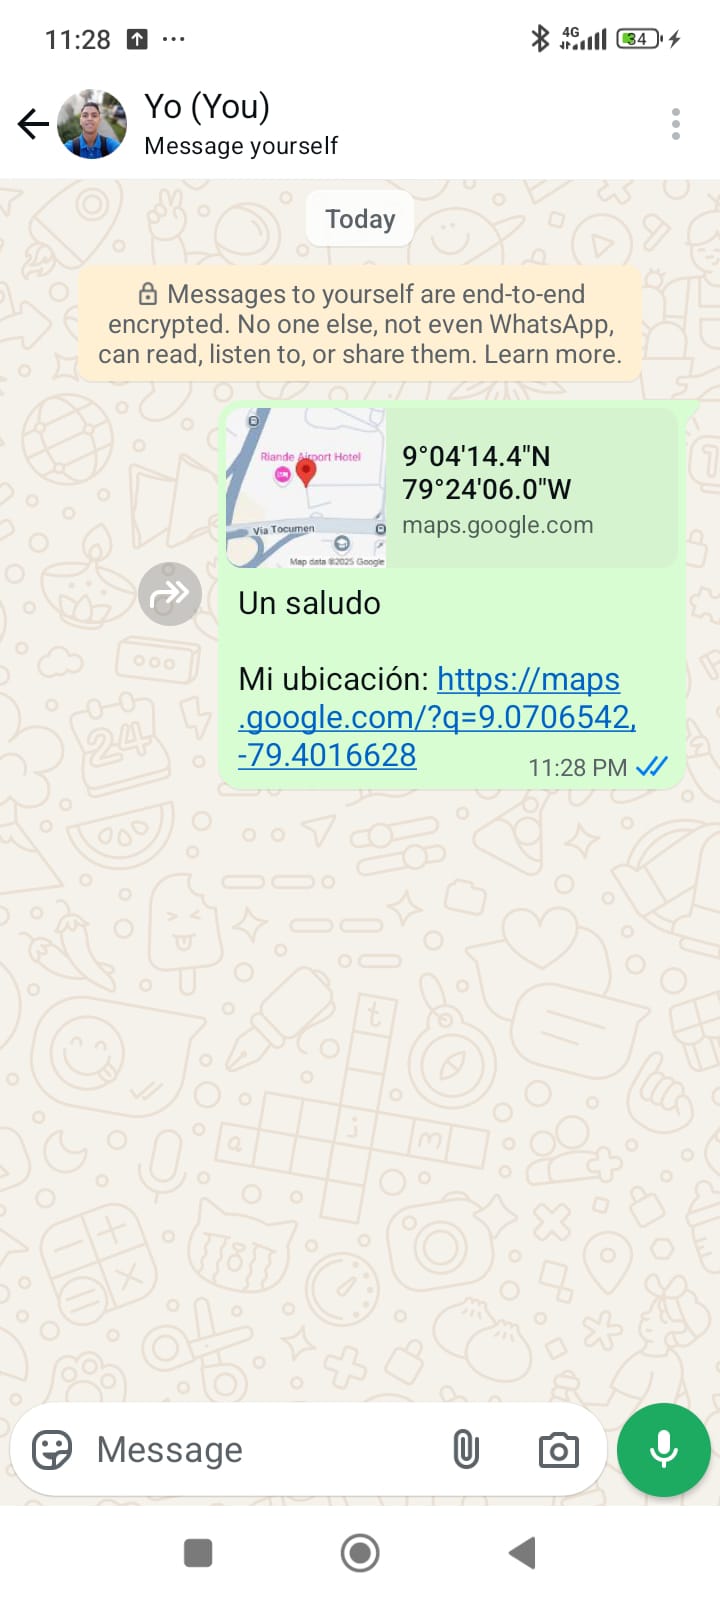 11:28
4G
34
Yo (You)
Message yourself
Today
Messages to yourself are end-to-end
encrypted. No one else, not even WhatsApp,
can read, listen to, or share them. Learn more.
Riande Airport Hotel
Via Tocumen
Map data ©2025 Google
9°04'14.4"N
79°24'06.0"W
maps.google.com
Un saludo
Mi ubicación: https://maps
.google.com/?q=9.0706542,
-79.4016628
11:28 PM
Message